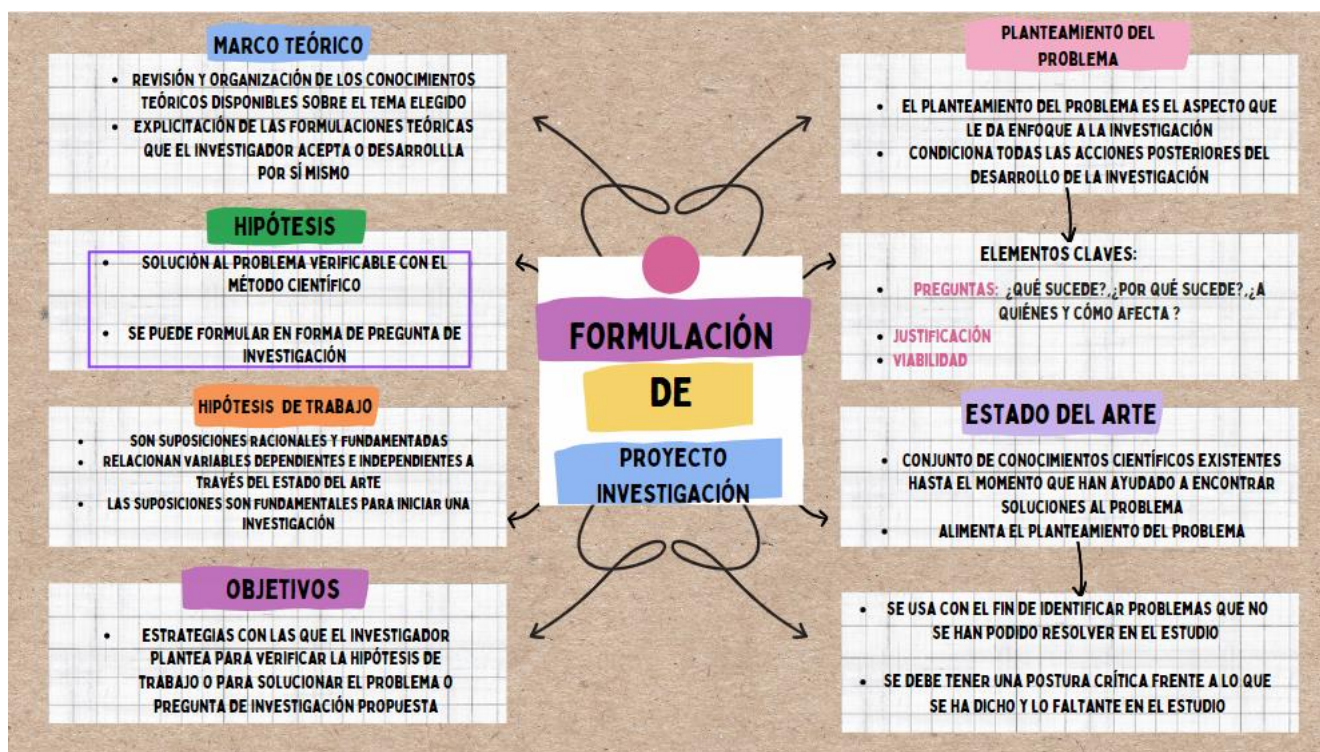 MARCO TEÓRICO
• REVISIÓN Y ORGANIZACIÓN DE LOS CONOCIMIENTOS
TEÓRICOS DISPONIBLES SOBRE EL TEMA ELEGIDO
• EXPLICITACIÓN DE LAS FORMULACIONES TEÓRICAS
QUE EL INVESTIGADOR ACEPTA O DESARROLLLA
POR SÍ MISMO
HIPÓTESIS
• SOLUCIÓN AL PROBLEMA VERIFICABLE CON EL
MÉTODO CIENTÍFICO
• SE PUEDE FORMULAR EN FORMA DE PREGUNTA DE
INVESTIGACIÓN
HIPÓTESIS DE TRABAJO
• SON SUPOSICIONES RACIONALES Y FUNDAMENTADAS
• RELACIONAN VARIABLES DEPENDIENTES E INDEPENDIENTES A
TRAVÉS DEL ESTADO DEL ARTE
• LAS SUPOSICIONES SON FUNDAMENTALES PARA INICIAR UNA
INVESTIGACIÓN
OBJETIVOS
• ESTRATEGIAS CON LAS QUE EL INVESTIGADOR
PLANTEA PARA VERIFICAR LA HIPÓTESIS DE
TRABAJO O PARA SOLUCIONAR EL PROBLEMA O
PREGUNTA DE INVESTIGACIÓN PROPUESTA
FORMULACIÓN
DE
PROYECTO
INVESTIGACIÓN
PLANTEAMIENTO DEL
PROBLEMA
• EL PLANTEAMIENTO DEL PROBLEMA ES EL ASPECTO QUE
LE DA ENFOQUE A LA INVESTIGACIÓN
• CONDICIONA TODAS LAS ACCIONES POSTERIORES DEL
DESARROLLO DE LA INVESTIGACIÓN
ELEMENTOS CLAVES:
• PREGUNTAS: ¿QUÉ SUCEDE?,¿POR QUÉ SUCEDE?,¿A
QUIÉNES Y CÓMO AFECTA ?
• JUSTIFICACIÓN
• VIABILIDAD
ESTADO DEL ARTE
• CONJUNTO DE CONOCIMIENTOS CIENTÍFICOS EXISTENTES
HASTA EL MOMENTO QUE HAN AYUDADO A ENCONTRAR
SOLUCIONES AL PROBLEMA
• ALIMENTA EL PLANTEAMIENTO DEL PROBLEMA
• SE USA CON EL FIN DE IDENTIFICAR PROBLEMAS QUE NO
SE HAN PODIDO RESOLVER EN EL ESTUDIO
• SE DEBE TENER UNA POSTURA CRÍTICA FRENTE A LO QUE
SE HA DICHO Y LO FALTANTE EN EL ESTUDIO